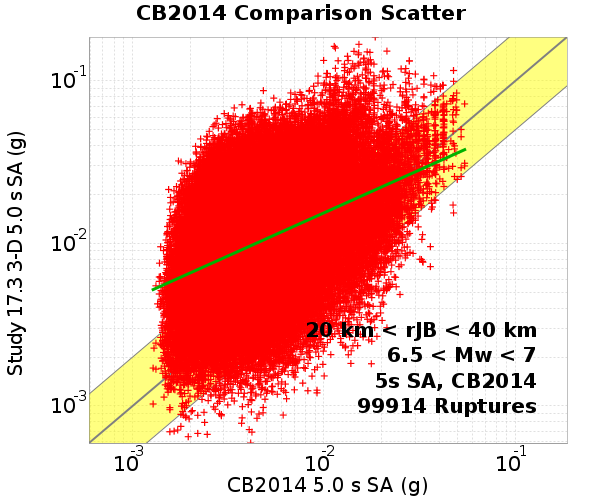 CB2014 Comparison Scatter
Study 17.3 3-D 5.0 s SA (g)
10-1
10-2
10-3
20 km < rJB < 40 km
6.5 < Mw < 7
5s SA, CB2014
99914 Ruptures
10-3 10-2 10-1
CB2014 5.0 s SA (g)